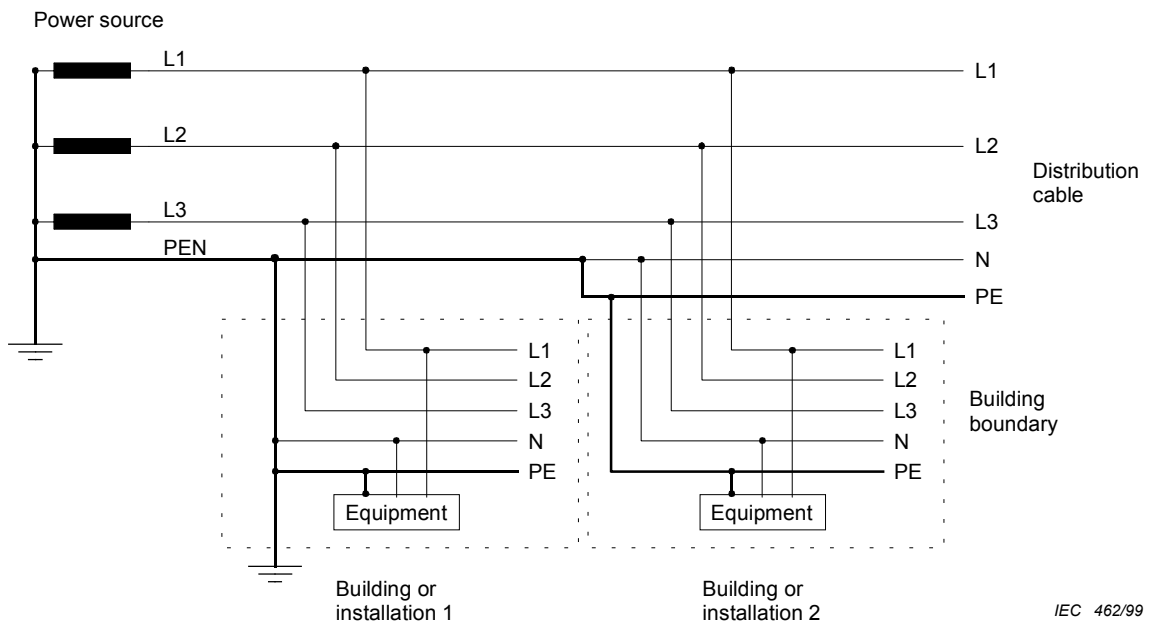 Power source
L1
L1
L2
L2
Distribution
cable
L3
L3
PEN
N
PE
L1
L1
L2
L2
L3
L3
Building
boundary
N
N
PE
PE
Equipment
Equipment
Building or
installation 1
Building or
installation 2
IEC 462/99